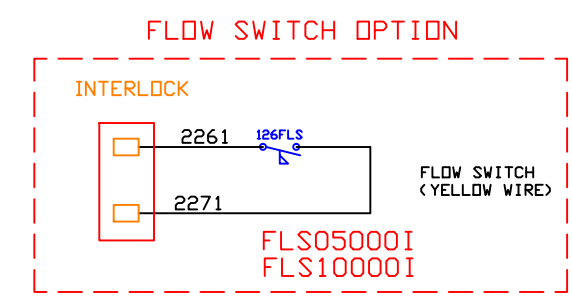 FLOW SWITCH OPTION
INTERLOCK
2261
126FLS
FLOW SWITCH
(YELLOW WIRE)
2271
FLS05000I
FLS10000I